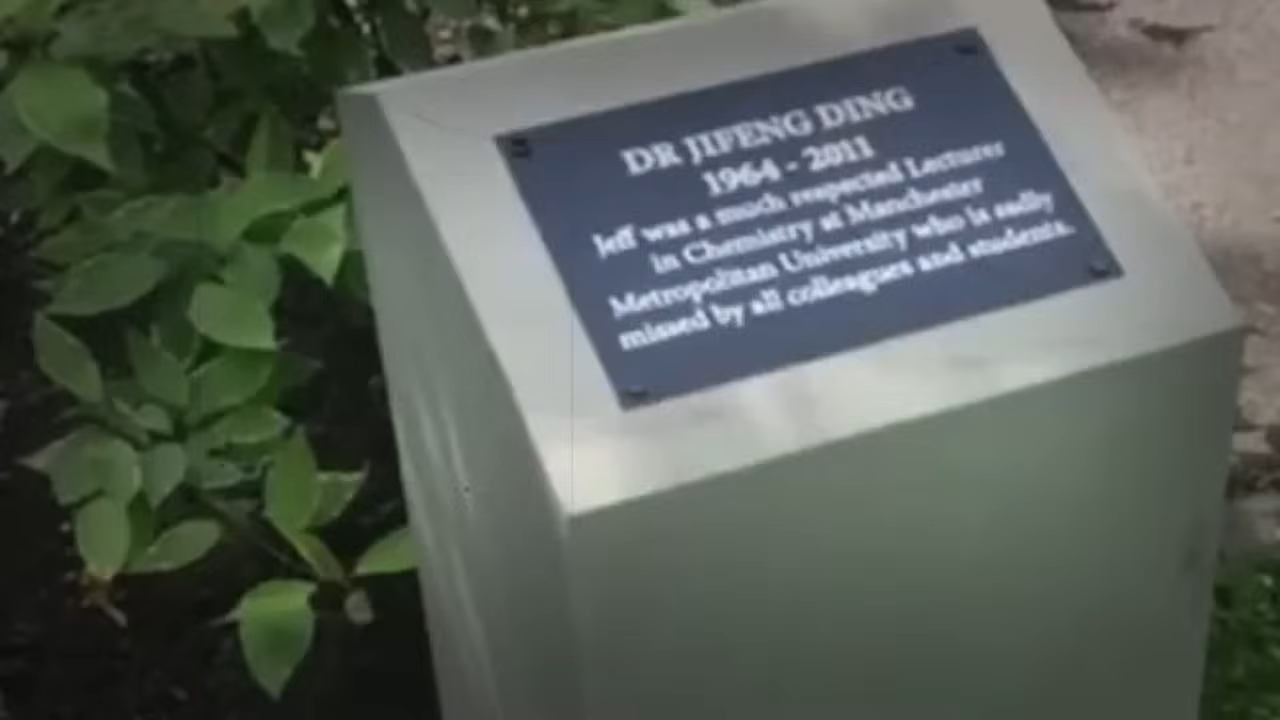 DR JIFENG DING
1964 - 2011
Jeff was a much respected Lecturer
in Chemistry at Manchester
Metropolitan University who is sadly
missed by all colleagues and students.